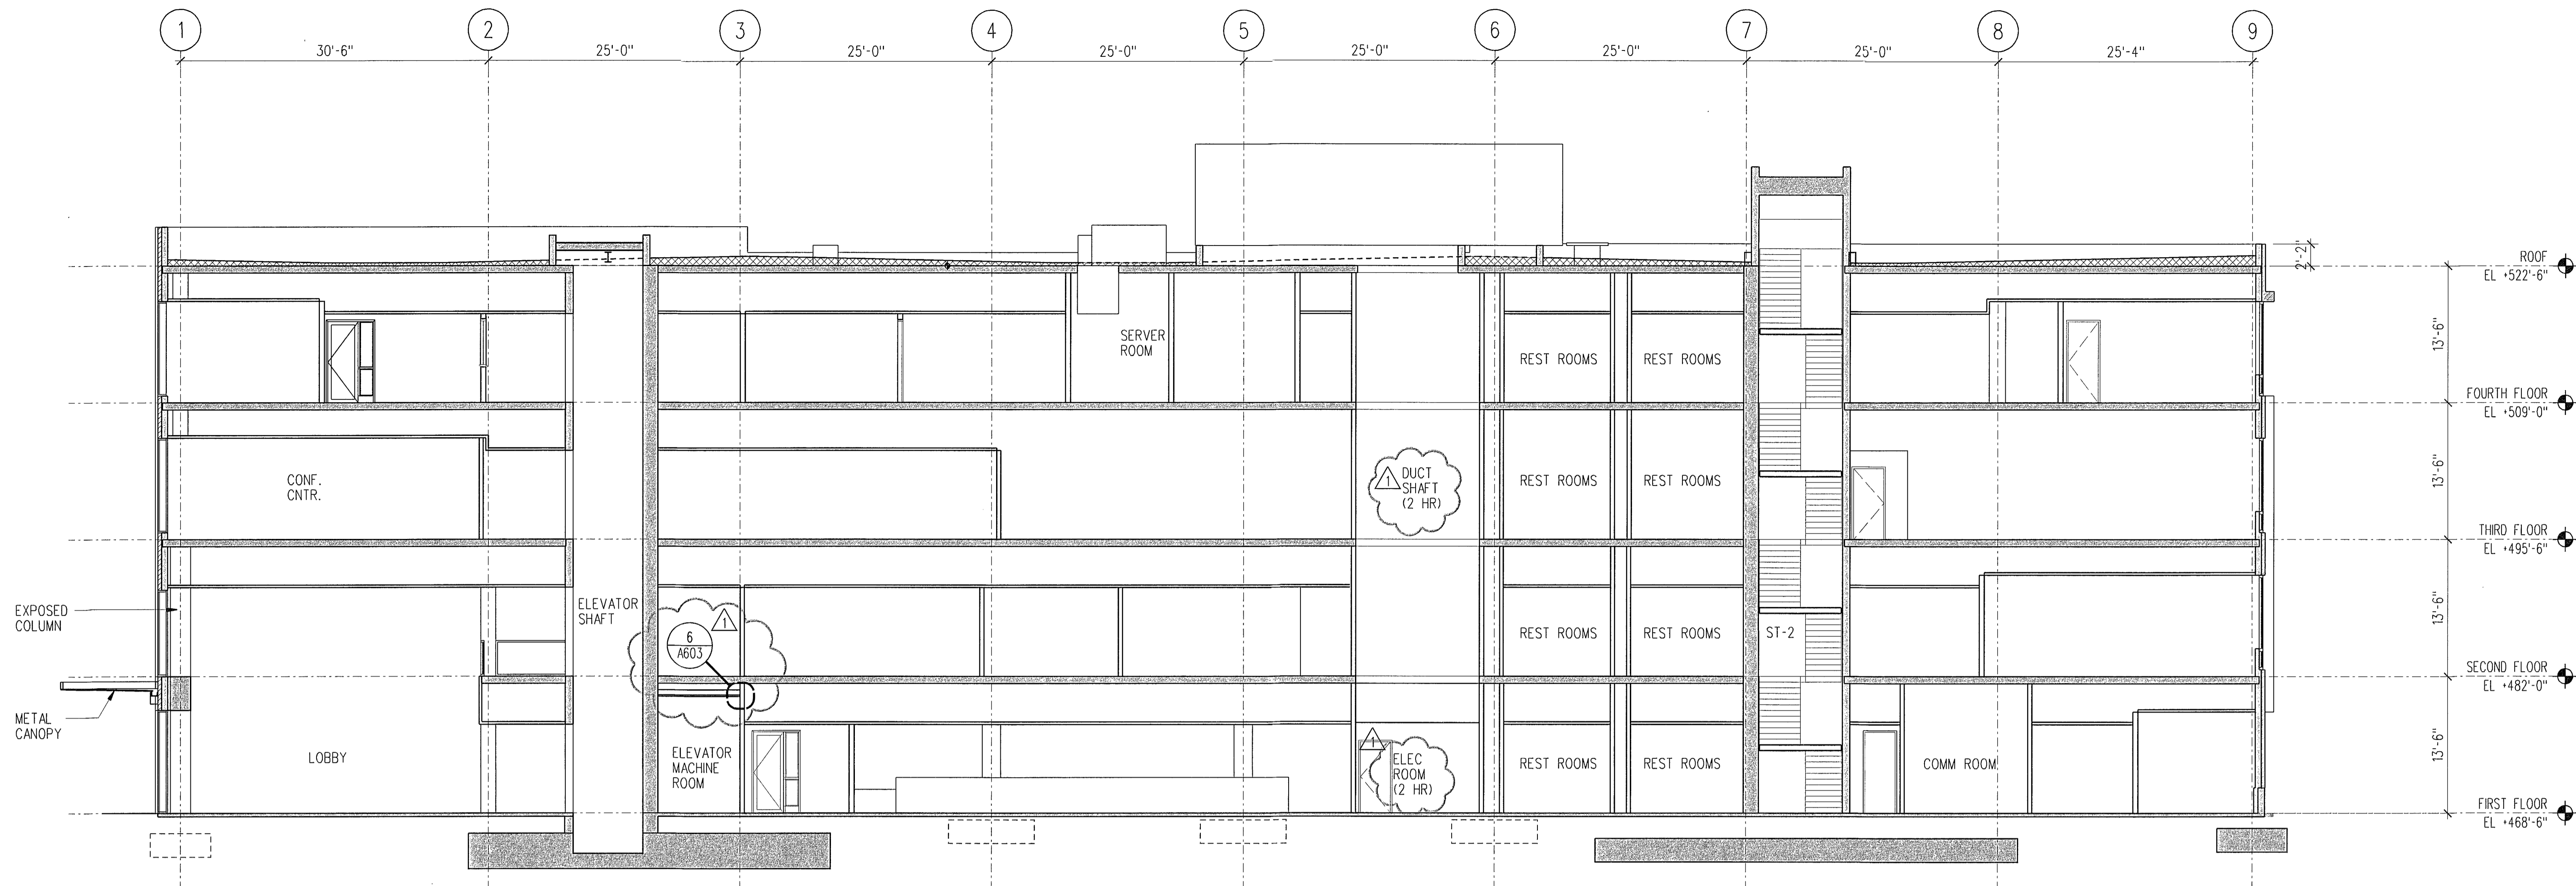 1 2 3 4 5 6 7 8 9
30'-6" 25'-0" 25'-0" 25'-0" 25'-0" 25'-0" 25'-0" 25'-4"
2'-2"
ROOF
EL +522'-6"
13'-6"
SERVER
ROOM
REST ROOMS REST ROOMS
FOURTH FLOOR
EL +509'-0"
13'-6"
CONF.
CNTR.
1
DUCT
SHAFT
(2 HR)
REST ROOMS REST ROOMS
THIRD FLOOR
EL +495'-6"
13'-6"
EXPOSED
COLUMN
ELEVATOR
SHAFT
1
6
A603
REST ROOMS REST ROOMS
ST-2
SECOND FLOOR
EL +482'-0"
13'-6"
METAL
CANOPY
LOBBY
ELEVATOR
MACHINE
ROOM
1
ELEC
ROOM
(2 HR)
REST ROOMS REST ROOMS
COMM ROOM
FIRST FLOOR
EL +468'-6"